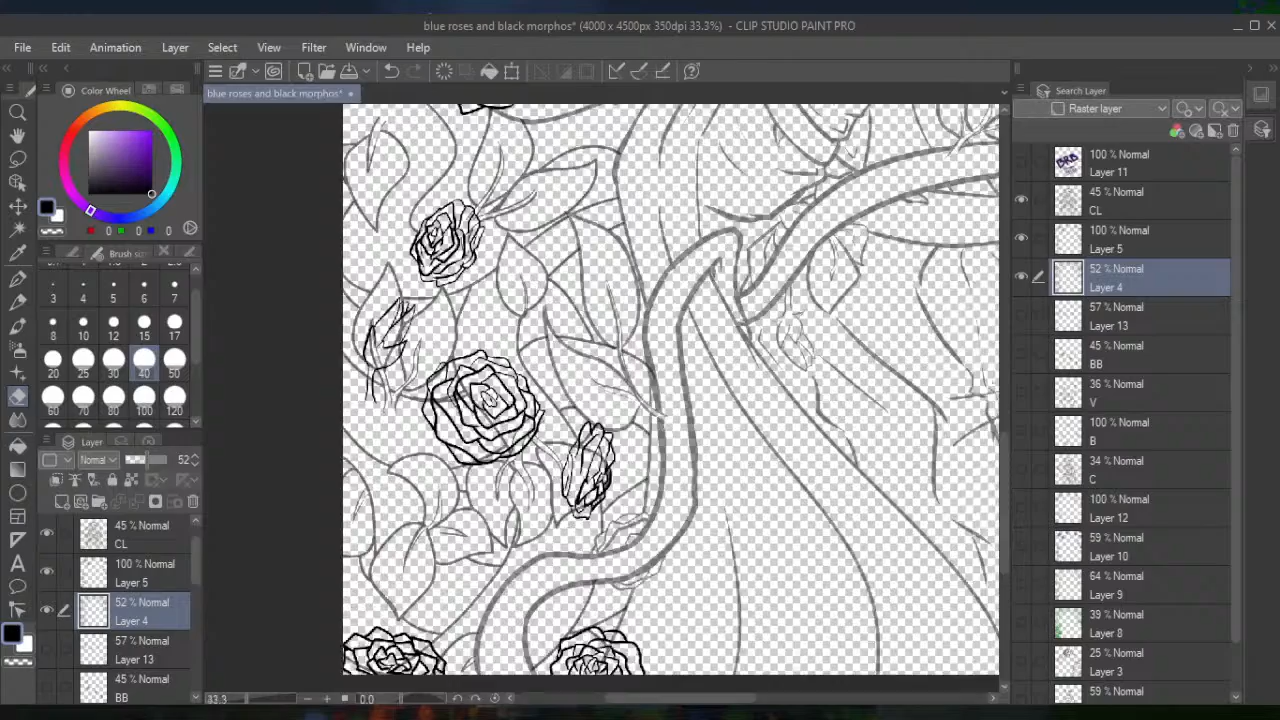 blue roses and black morphos* (4000 x 4500px 350dpi 33.3%) - CLIP STUDIO PAINT PRO
File Edit Animation Layer Select View Filter Window Help
Color Wheel
blue roses and black morphos*
0 0 0
Brush size
3 4 5 6 7
8 10 12 15 17
20 25 30 40 50
60 70 80 100 120
Layer
Normal 52
45 % Normal
CL
100 % Normal
Layer 5
52 % Normal
Layer 4
57 % Normal
Layer 13
45 % Normal
BB
33.3 0.0
Search Layer
Raster layer
BRB
100 % Normal
Layer 11
45 % Normal
CL
100 % Normal
Layer 5
52 % Normal
Layer 4
57 % Normal
Layer 13
45 % Normal
BB
36 % Normal
V
100 % Normal
B
34 % Normal
C
100 % Normal
Layer 12
59 % Normal
Layer 10
64 % Normal
Layer 9
39 % Normal
Layer 8
25 % Normal
Layer 3
59 % Normal